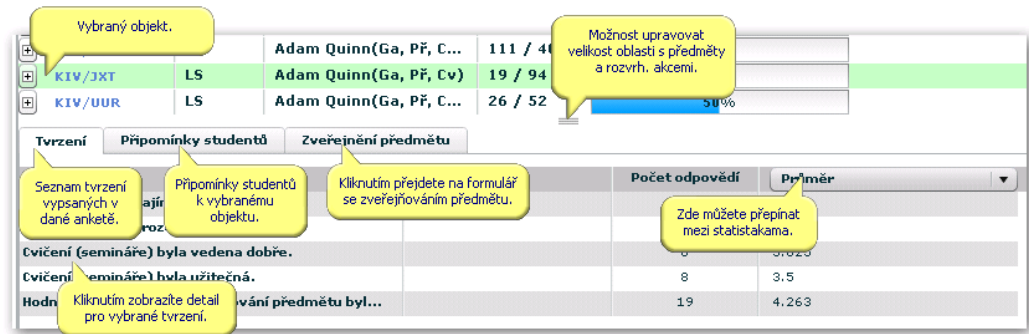 Vybraný objekt.
Možnost upravovat
velikost oblasti s předměty
a rozvrh. akcemi.
Adam Quinn(Ga, Př, C... 111 /
KIV/JXT LS Adam Quinn(Ga, Př, Cv) 19 / 94
KIV/UUR LS Adam Quinn(Ga, Př, C... 26 / 52 50%
Tvrzení Připomínky studentů Zveřejnění předmětu
Počet odpovědí Průměr
Seznam tvrzení
vypsaných v
dané anketě.
Připomínky studentů
k vybranému
objektu.
Kliknutím přejdete na formulář
se zveřejňováním předmětu.
Zde můžete přepínat
mezi statistakama.
Cvičení (semináře) byla vedena dobře.
Cvičení (semináře) byla užitečná. 8 3.5
Kliknutím zobrazíte detail
pro vybrané tvrzení.
předmětu byl... 19 4.263